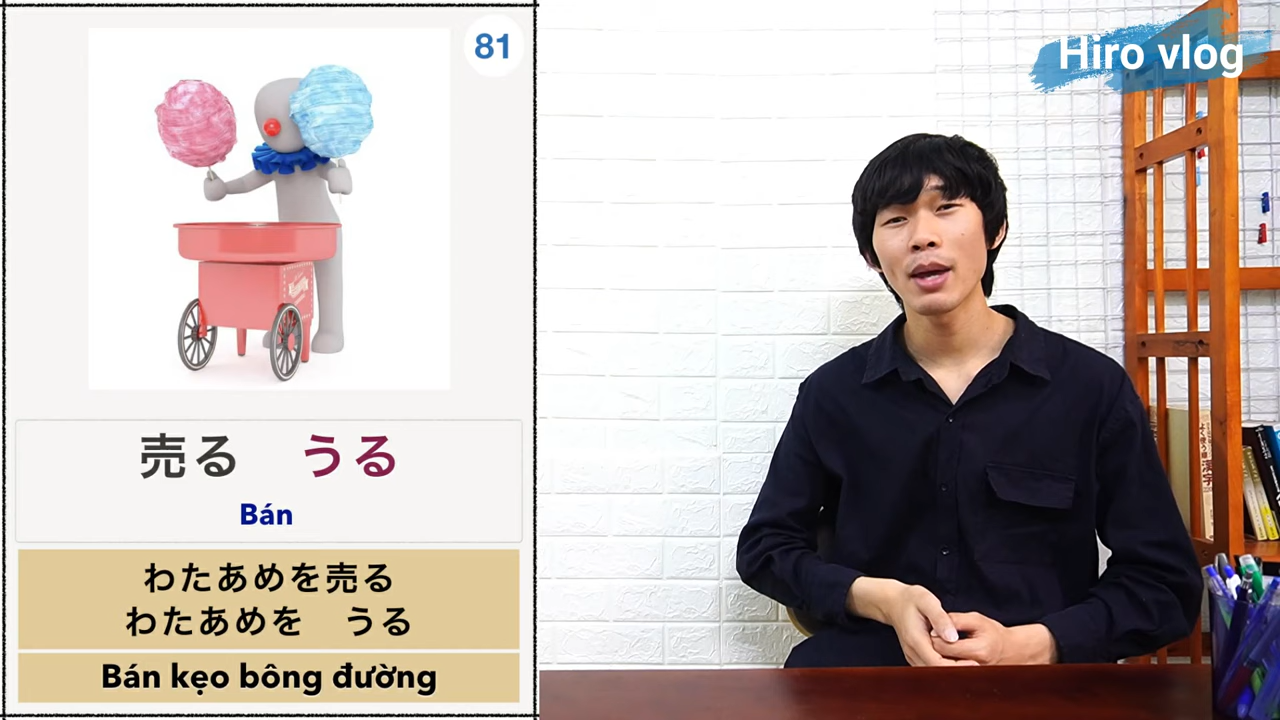 81
売る うる
Bán
わたあめを売る
わたあめを うる
Bán kẹo bông đường
Hiro vlog